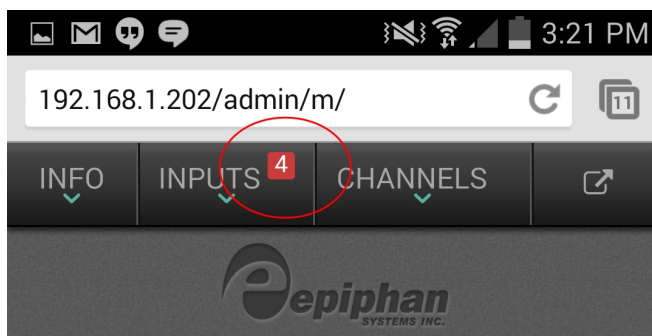 3:21 PM
192.168.1.202/admin/m/
11
INFO INPUTS 4 CHANNELS
epiphan
SYSTEMS INC.